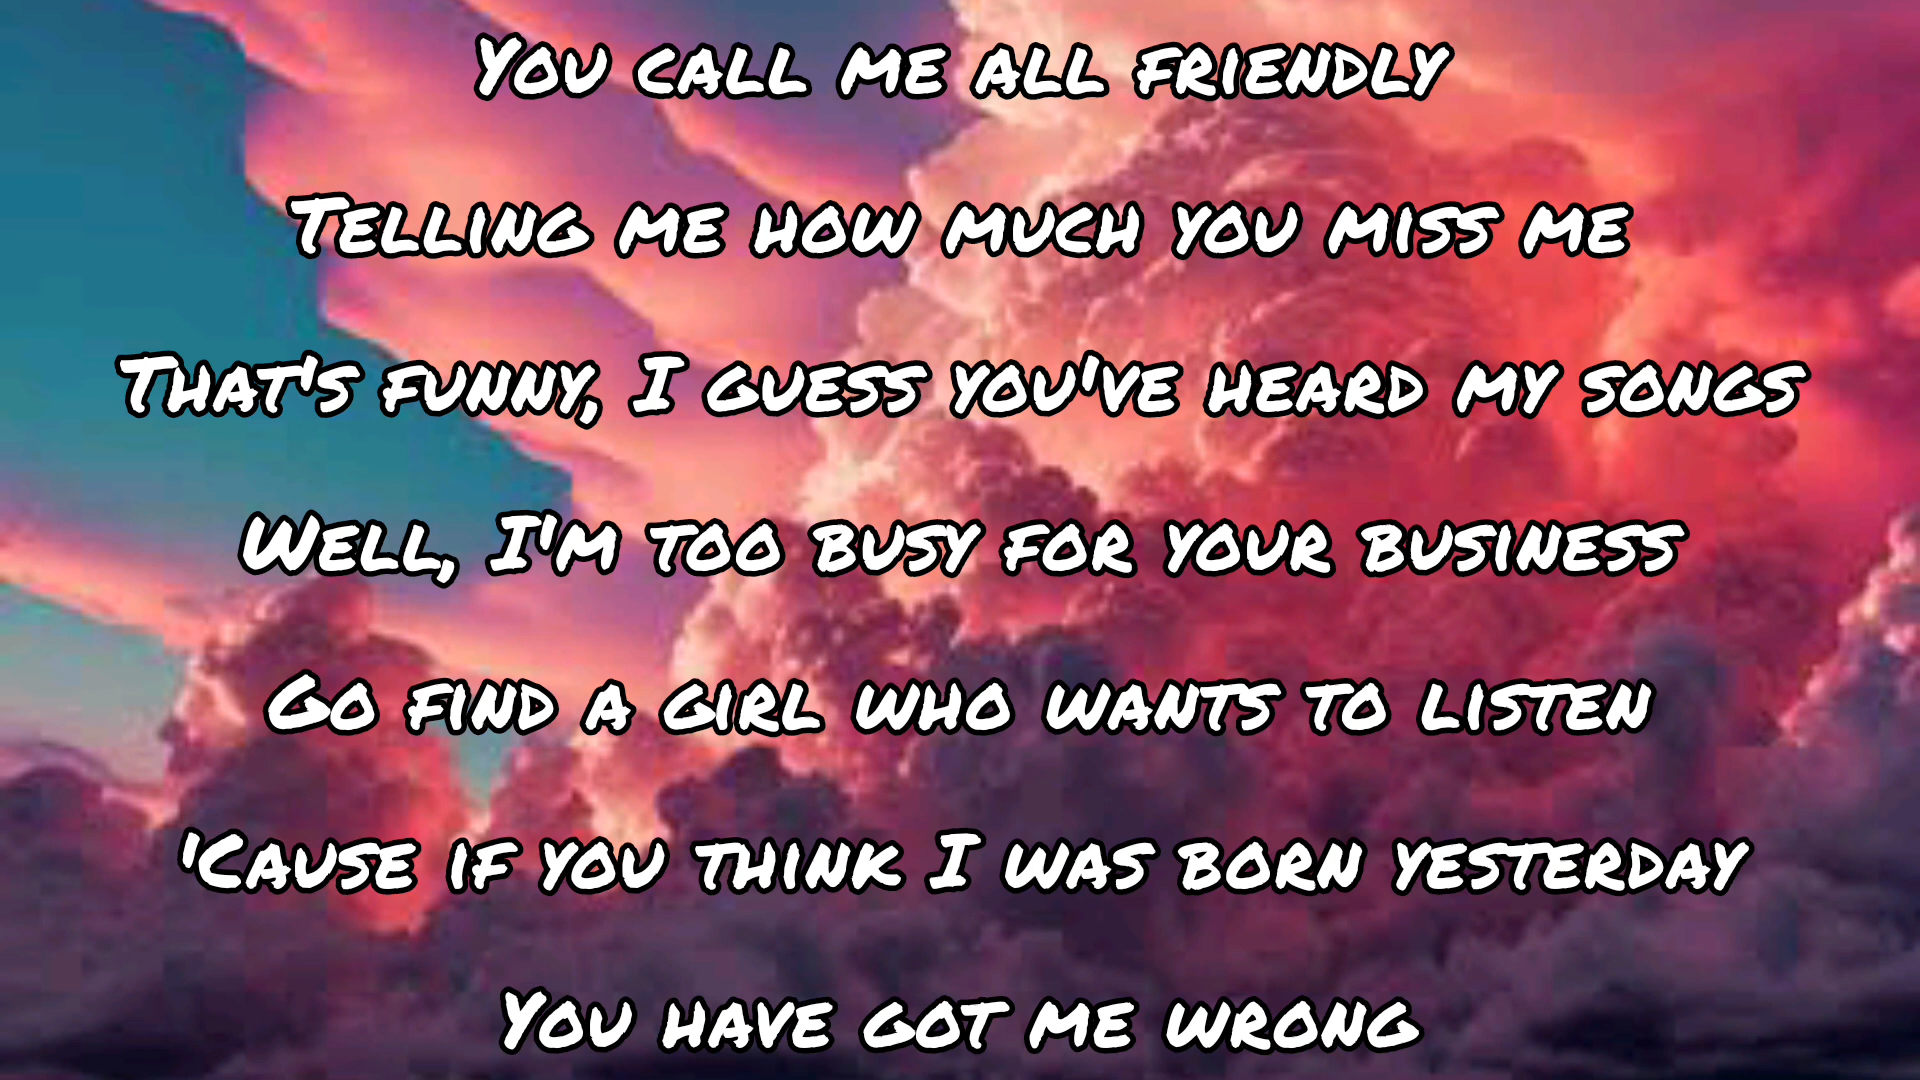 You call me all friendly
Telling me how much you miss me
That's funny, I guess you've heard my songs
Well, I'm too busy for your business
Go find a girl who wants to listen
'Cause if you think I was born yesterday
You have got me wrong